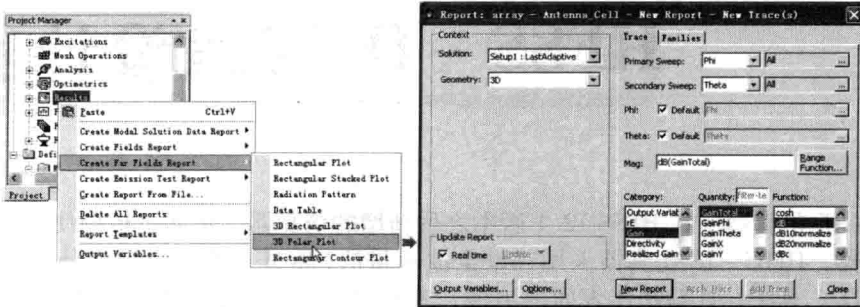 Project Manager
Excitations
Mesh Operations
Analysis
Optimetrics
Results
Paste Ctrl+V
Create Modal Solution Data Report
Create Fields Report
Create Far Fields Report
Create Emission Test Report
Create Report From File...
Delete All Reports
Report Templates
Output Variables...
Project
Rectangular Plot
Rectangular Stacked Plot
Radiation Pattern
Data Table
3D Rectangular Plot
3D Polar Plot
Rectangular Contour Plot
Report: array - Antenna_Cell - New Report - New Trace(s)
Context
Solution: Setup1 : LastAdaptive
Geometry: 3D
Update Report
Real time Update
Output Variables... Options...
Trace Families
Primary Sweep: Phi All ...
Secondary Sweep: Theta All ...
Phi: Default Phi ...
Theta: Default Theta ...
Mag: dB(GainTotal) Range Function...
Category: Quantity: Filter-te Function:
Output Variat GainTotal cosh
rE GainPhi dB
Gain GainTheta dB10normalize
Directivity GainX dB20normalize
Realized Gain GainY dBc
New Report Apply Trace Add Trace Close